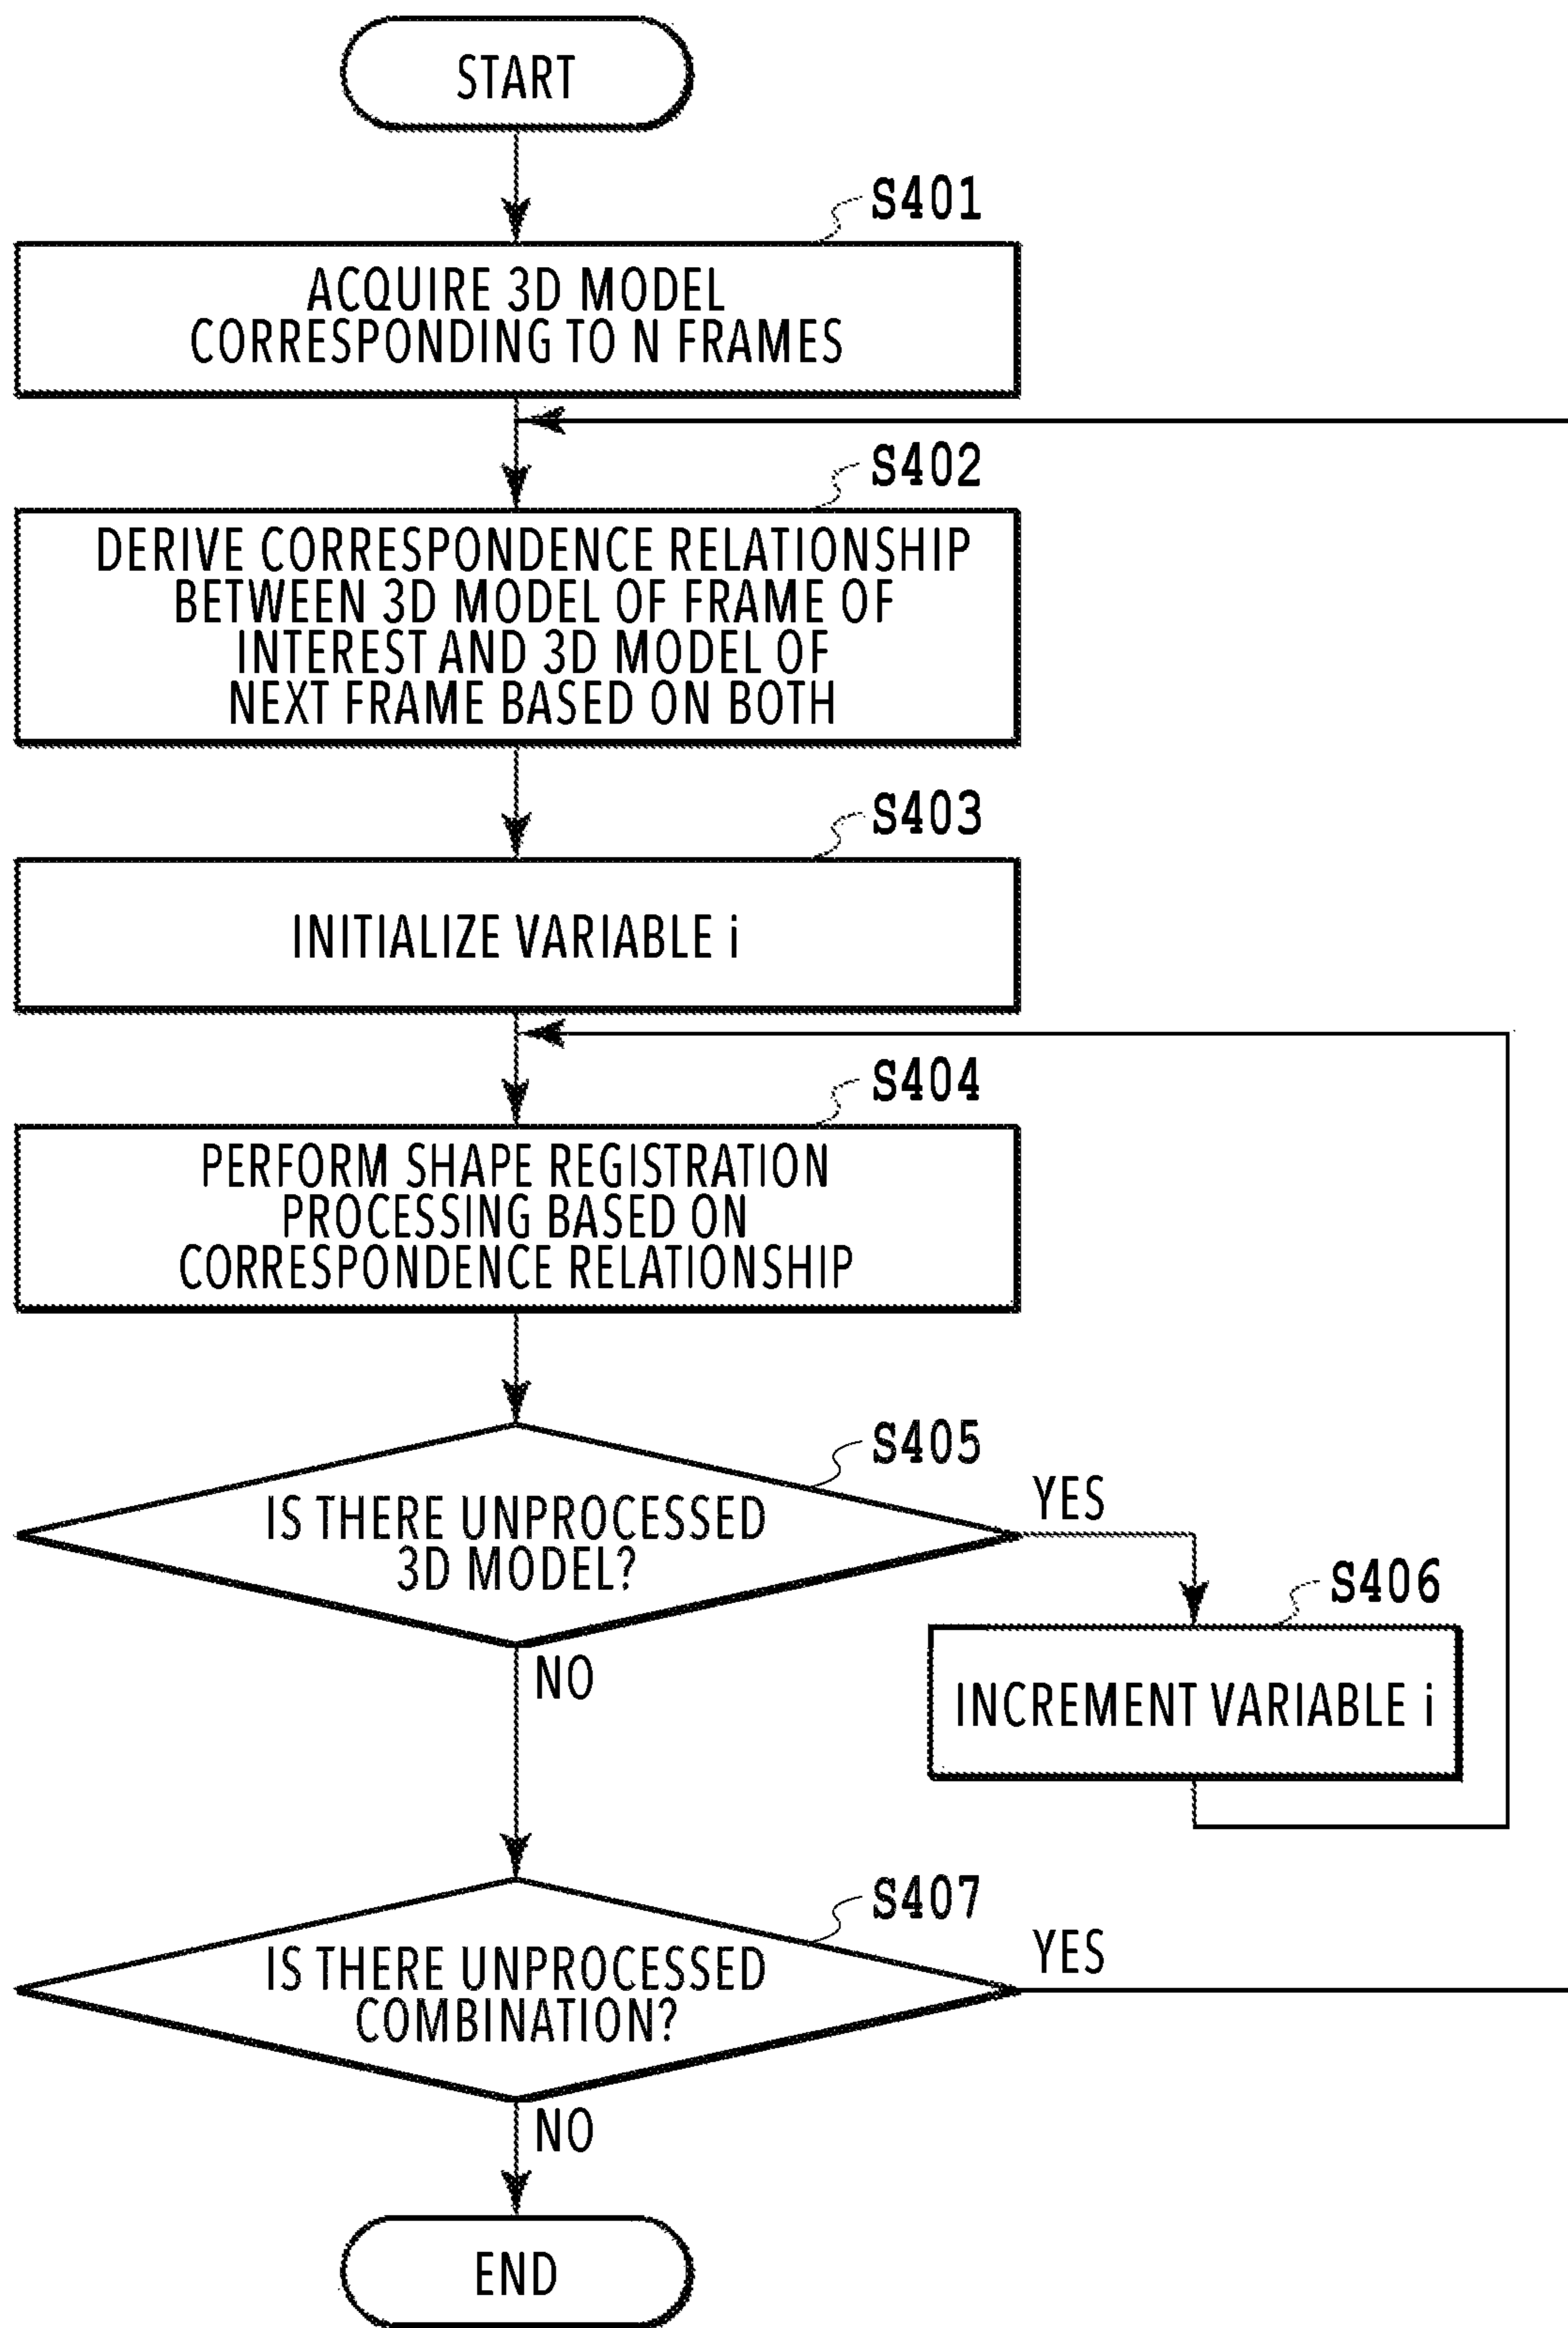 START
S401
ACQUIRE 3D MODEL
CORRESPONDING TO N FRAMES
S402
DERIVE CORRESPONDENCE RELATIONSHIP
BETWEEN 3D MODEL OF FRAME OF
INTEREST AND 3D MODEL OF
NEXT FRAME BASED ON BOTH
S403
INITIALIZE VARIABLE i
S404
PERFORM SHAPE REGISTRATION
PROCESSING BASED ON
CORRESPONDENCE RELATIONSHIP
S405
IS THERE UNPROCESSED
3D MODEL?
YES
S406
INCREMENT VARIABLE i
NO
S407
IS THERE UNPROCESSED
COMBINATION?
YES
NO
END